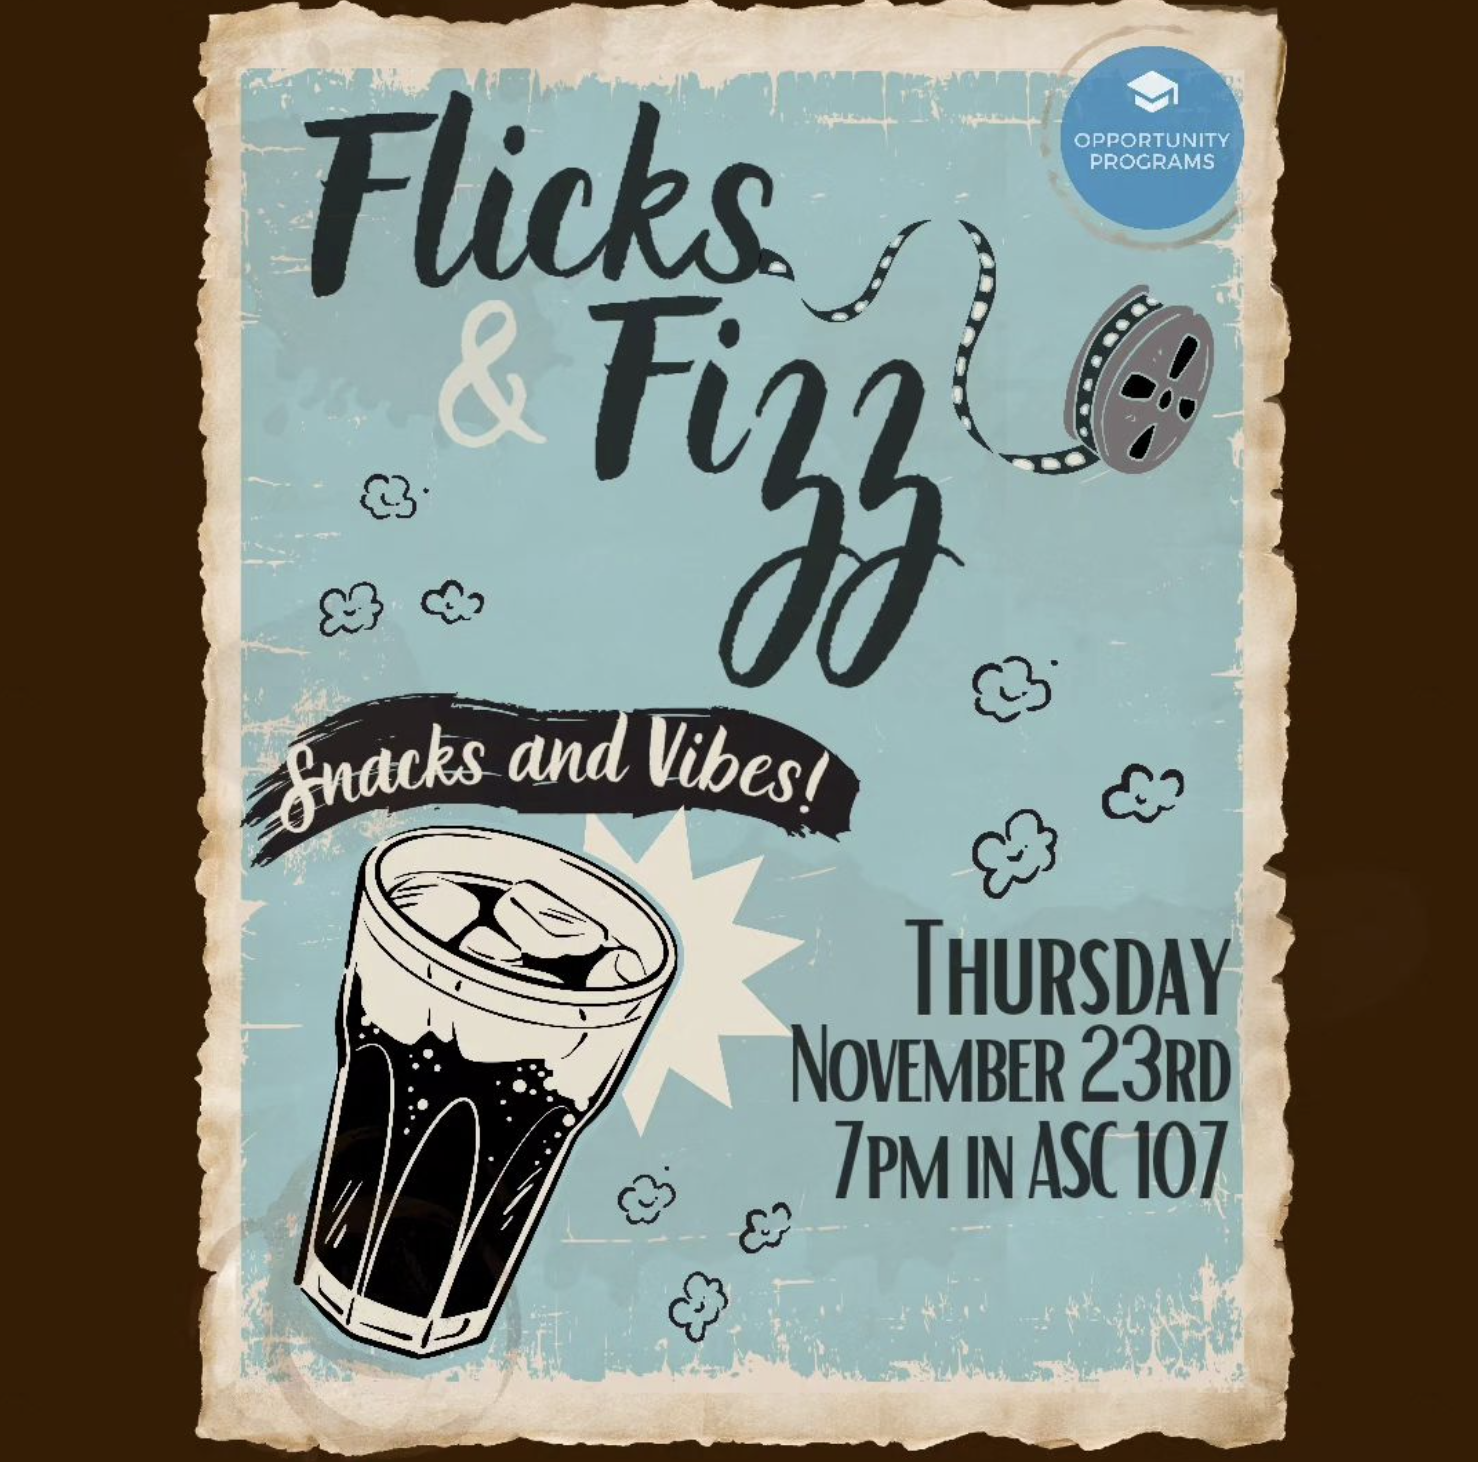 OPPORTUNITY
PROGRAMS
Flicks
& Fizz
Snacks and Vibes!
THURSDAY
NOVEMBER 23RD
7PM IN ASC 107